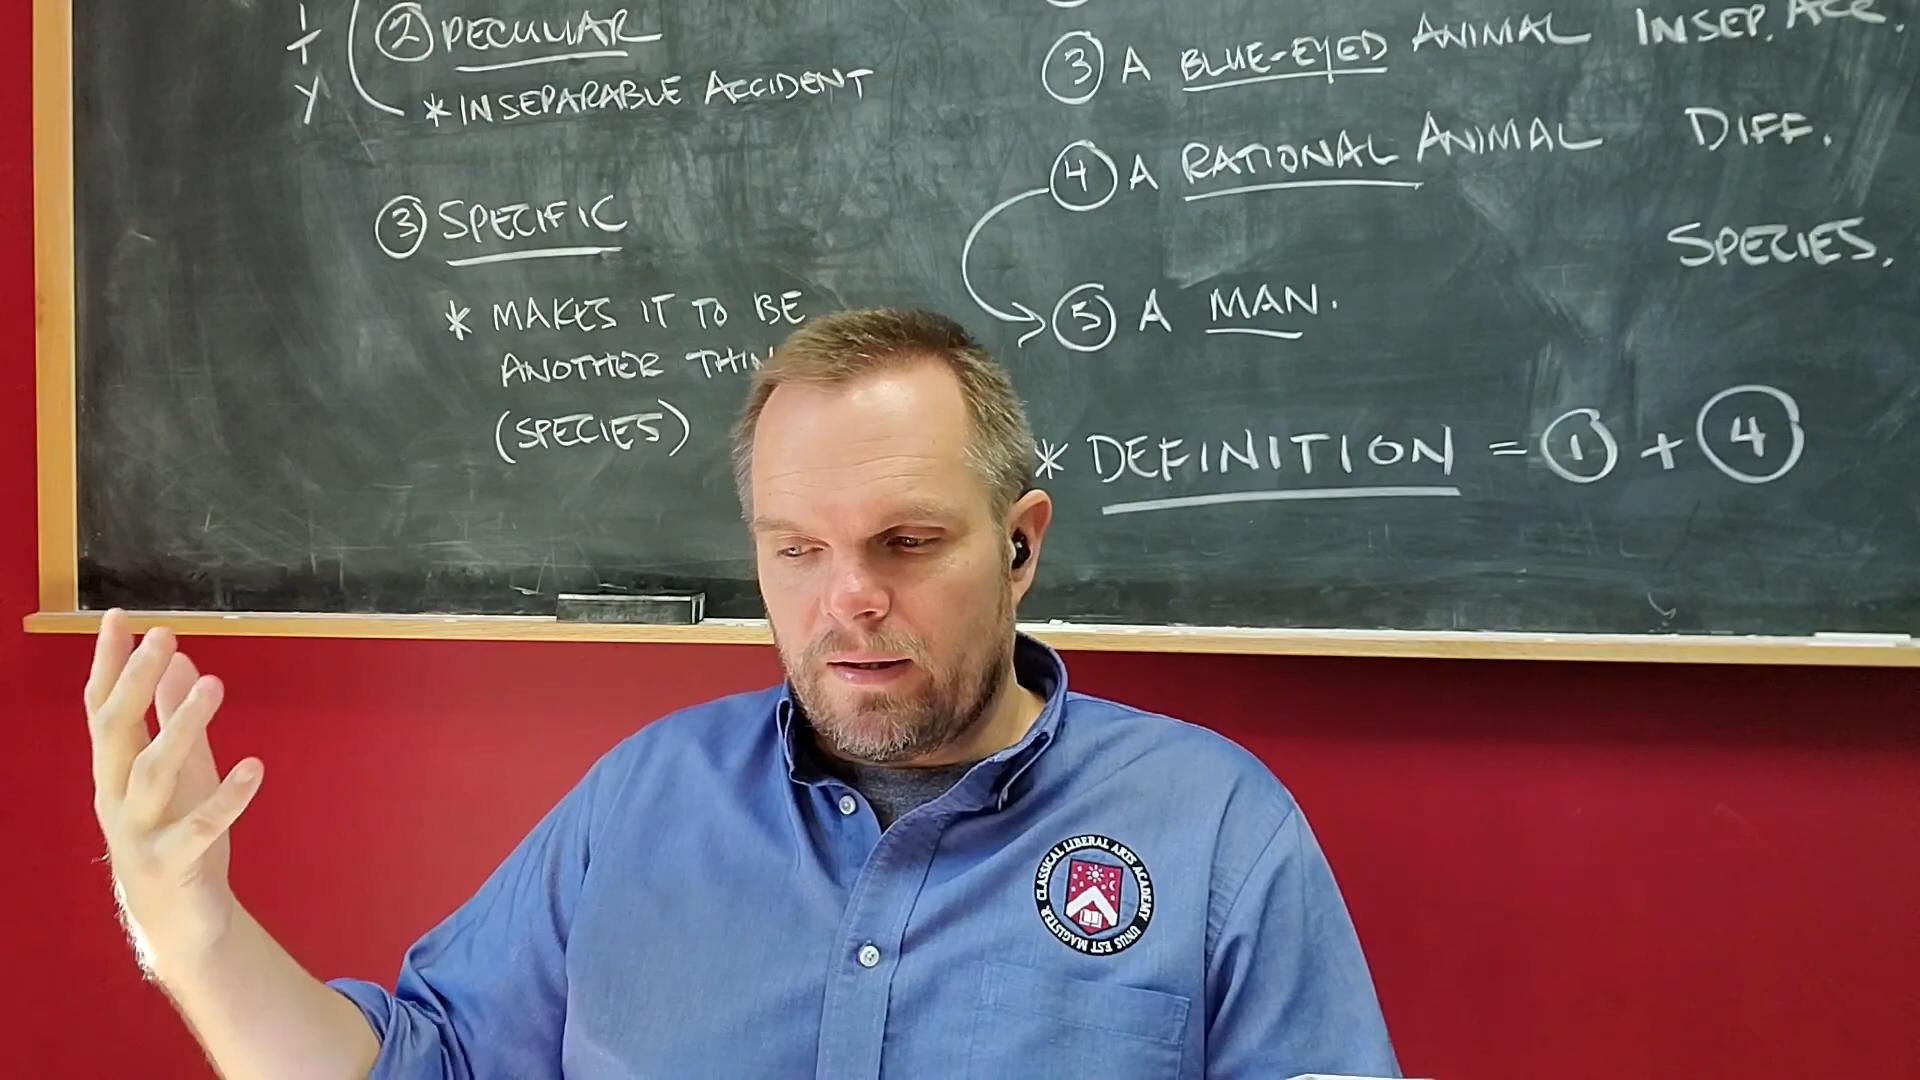 I
T
Y
② PECULIAR
* INSEPARABLE ACCIDENT
③ SPECIFIC
* MAKES IT TO BE
ANOTHER THIN
(SPECIES)
③ A BLUE-EYED ANIMAL INSEP. ACC.
④ A RATIONAL ANIMAL DIFF.
SPECIES.
⑤ A MAN.
* DEFINITION = ① + ④
CLASSICAL LIBERAL ARTS ACADEMY
UNUS EST MAGISTER